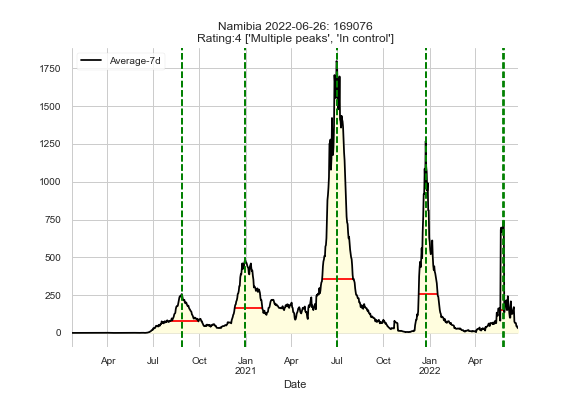 Namibia 2022-06-26: 169076
Rating:4 ['Multiple peaks', 'In control']
Average-7d
1750
1500
1250
1000
750
500
250
0
Apr Jul Oct Jan Apr Jul Oct Jan Apr
2021 2022
Date